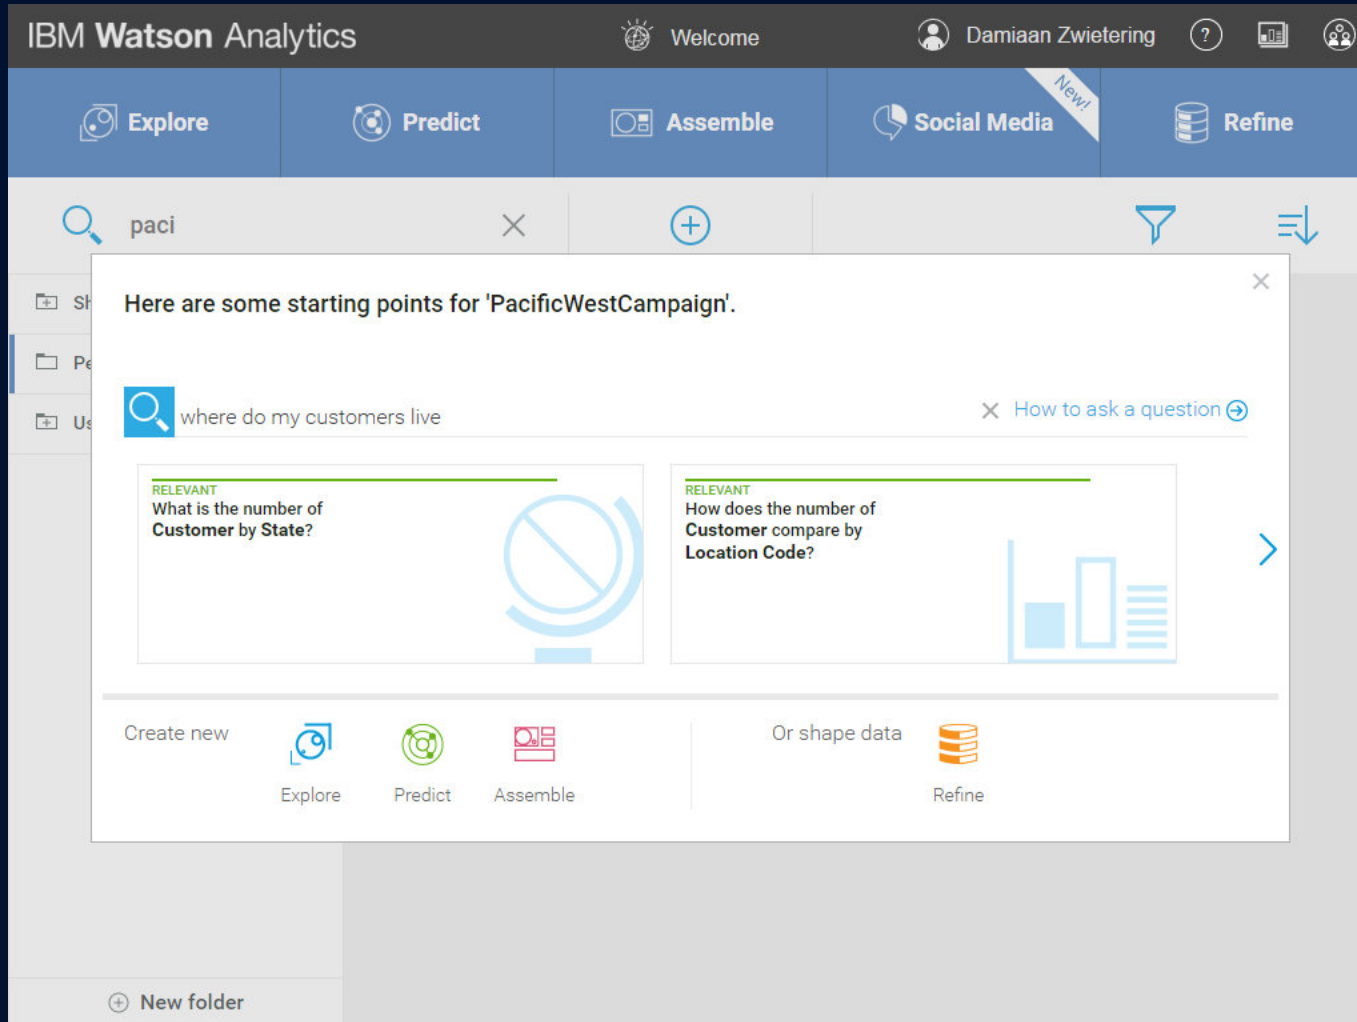 IBM Watson Analytics
Welcome
Damiaan Zwietering
?
Explore
Predict
Assemble
Social Media
New!
Refine
paci
Here are some starting points for 'PacificWestCampaign'.
where do my customers live
How to ask a question
RELEVANT
What is the number of
Customer by State?
RELEVANT
How does the number of
Customer compare by
Location Code?
Create new
Explore
Predict
Assemble
Or shape data
Refine
New folder